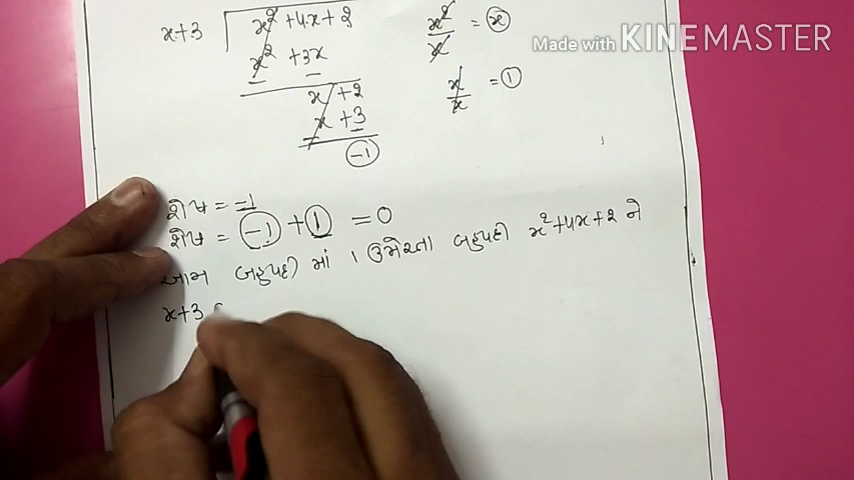 Made with KINEMASTER
x+3 x² +4x+2 x²/x = x
x² +3x
x +2 x/x = 1
x +3
-1
શેષ = -1
શેષ = -1 + 1 = 0
આમ બહુપદી માં 1 ઉમેરતા બહુપદી x²+4x+2 ને
x+3